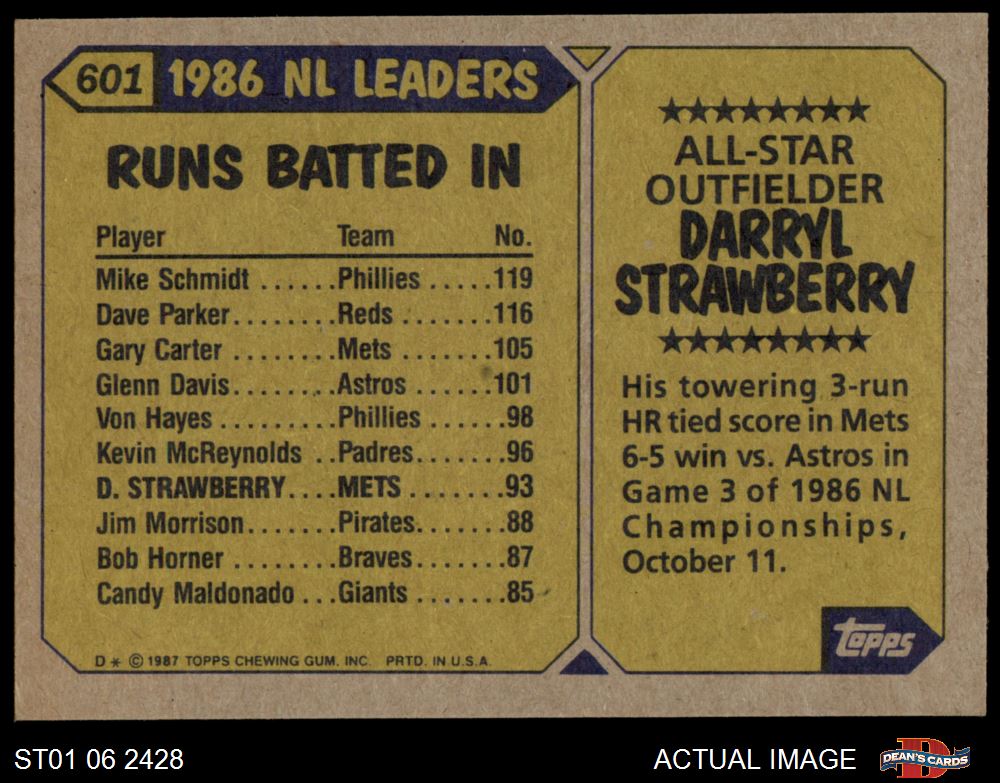 601 1986 NL LEADERS
RUNS BATTED IN
Player Team No.
Mike Schmidt ......Phillies .....119
Dave Parker........Reds .......116
Gary Carter ........Mets .......105
Glenn Davis........Astros ......101
Von Hayes .........Phillies ......98
Kevin McReynolds ..Padres.......96
D. STRAWBERRY....METS ........93
Jim Morrison.......Pirates.......88
Bob Horner ........Braves .......87
Candy Maldonado ...Giants .......85
D * © 1987 TOPPS CHEWING GUM. INC. PRTD. IN U.S.A.
★★★★★★★★
ALL-STAR
OUTFIELDER
DARRYL
STRAWBERRY
★★★★★★★★
His towering 3-run
HR tied score in Mets
6-5 win vs. Astros in
Game 3 of 1986 NL
Championships,
October 11.
topps
ST01 06 2428
ACTUAL IMAGE
D
DEAN'S CARDS